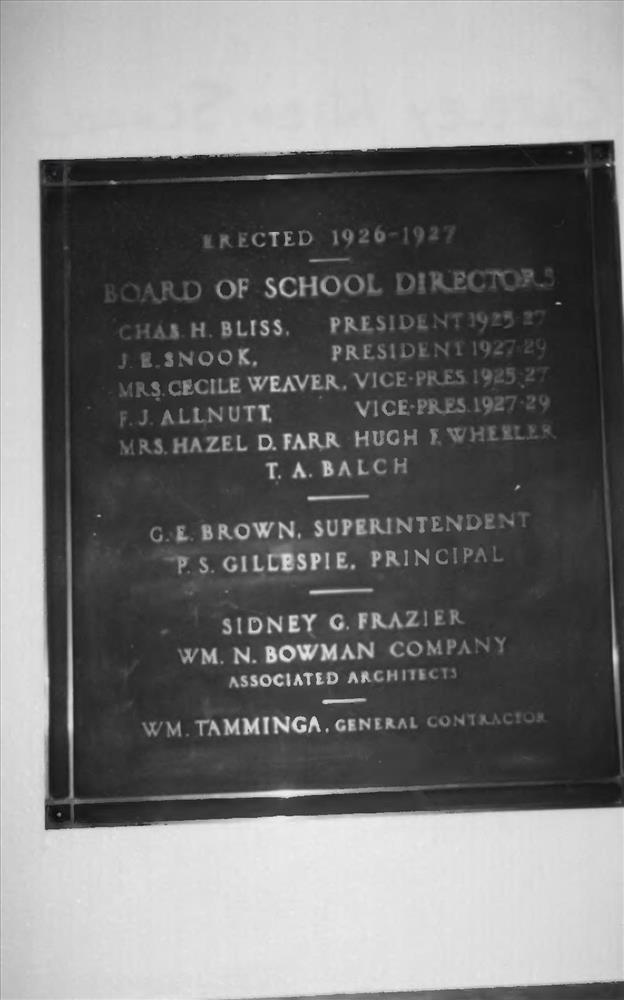 ERECTED 1926-1927
BOARD OF SCHOOL DIRECTORS
CHAS. H. BLISS, PRESIDENT 1925-27
J. E. SNOOK, PRESIDENT 1927-29
MRS. CECILE WEAVER, VICE-PRES. 1925-27
F. J. ALLNUTT, VICE-PRES. 1927-29
MRS. HAZEL D. FARR HUGH F. WHEELER
T. A. BALCH
G. E. BROWN, SUPERINTENDENT
P. S. GILLESPIE, PRINCIPAL
SIDNEY G. FRAZIER
WM. N. BOWMAN COMPANY
ASSOCIATED ARCHITECTS
WM. TAMMINGA, GENERAL CONTRACTOR